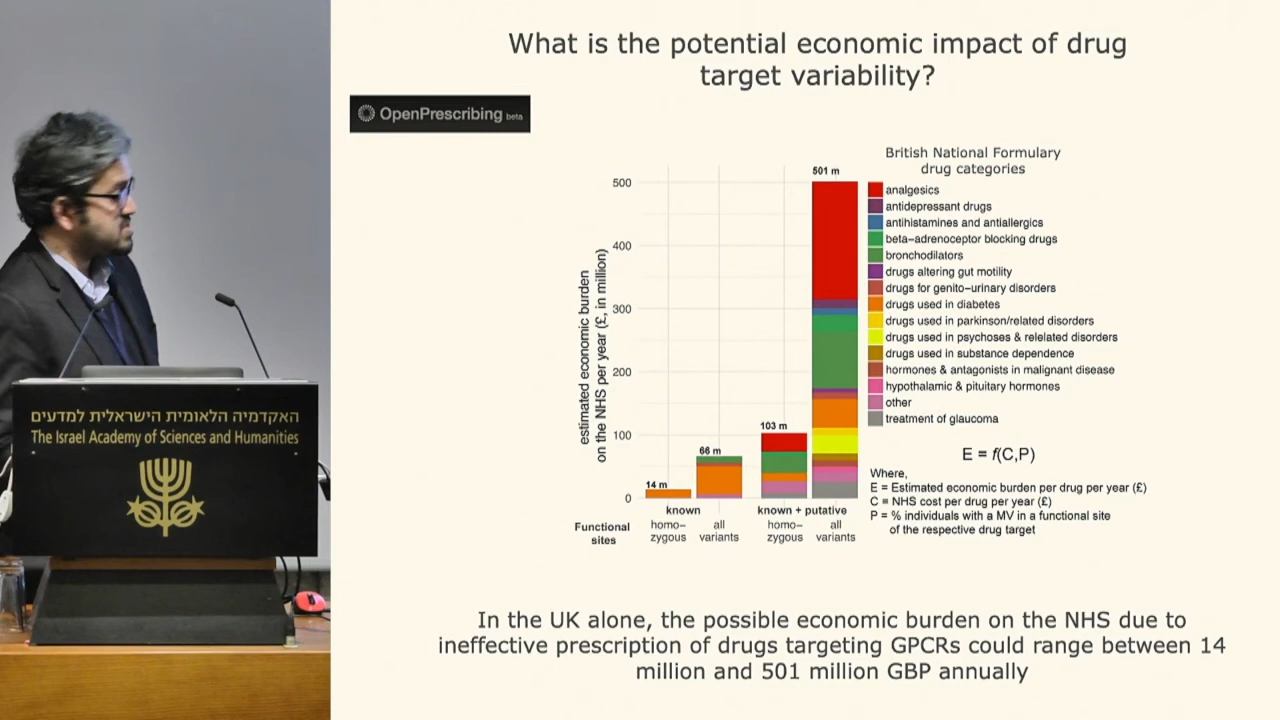 What is the potential economic impact of drug
target variability?
OpenPrescribing beta
British National Formulary
drug categories
501 m
analgesics
antidepressant drugs
antihistamines and antiallergics
beta–adrenoceptor blocking drugs
bronchodilators
drugs altering gut motility
drugs for genito–urinary disorders
drugs used in diabetes
drugs used in parkinson/related disorders
drugs used in psychoses & relelated disorders
drugs used in substance dependence
hormones & antagonists in malignant disease
hypothalamic & pituitary hormones
other
treatment of glaucoma
estimated economic burden
on the NHS per year (£, in million)
500
400
300
200
100
0
14 m
66 m
103 m
known
known + putative
Functional
sites
homo–
zygous
all
variants
homo–
zygous
all
variants
E = f(C,P)
Where,
E = Estimated economic burden per drug per year (£)
C = NHS cost per drug per year (£)
P = % individuals with a MV in a functional site
of the respective drug target
In the UK alone, the possible economic burden on the NHS due to
ineffective prescription of drugs targeting GPCRs could range between 14
million and 501 million GBP annually
האקדמיה הלאומית הישראלית למדעים
The Israel Academy of Sciences and Humanities